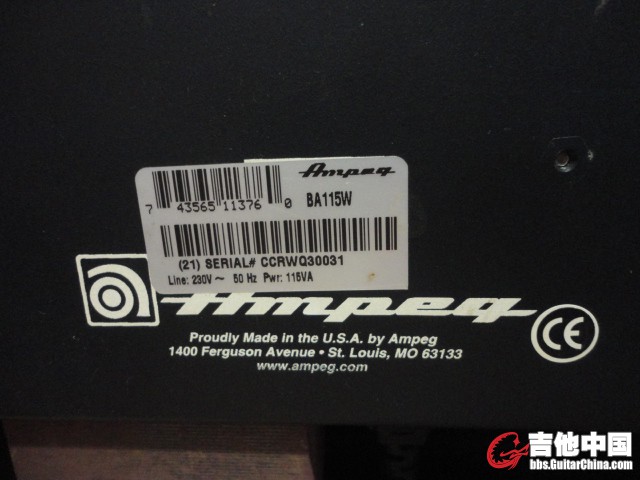 Ampeg
7 43565 11376 0 BA115W
(21) SERIAL# CCRWQ30031
Line: 230V~ 50 Hz Pwr: 115VA
Ampeg
CE
Proudly Made in the U.S.A. by Ampeg
1400 Ferguson Avenue • St. Louis, MO 63133
www.ampeg.com
吉他中国
bbs.GuitarChina.com